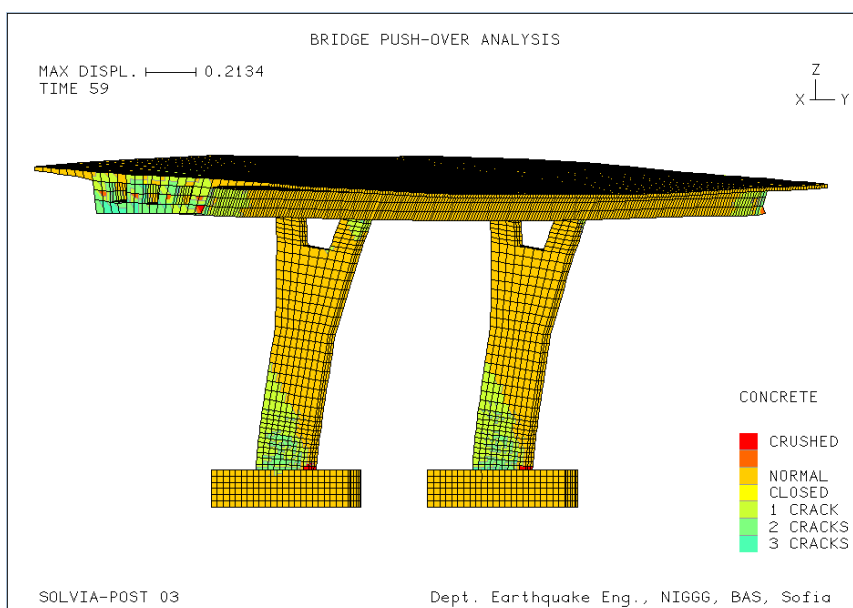 BRIDGE PUSH-OVER ANALYSIS
MAX DISPL. 0.2134
TIME 59
Z
X Y
CONCRETE
CRUSHED
NORMAL
CLOSED
1 CRACK
2 CRACKS
3 CRACKS
SOLVIA-POST 03 Dept. Earthquake Eng., NIGGG, BAS, Sofia